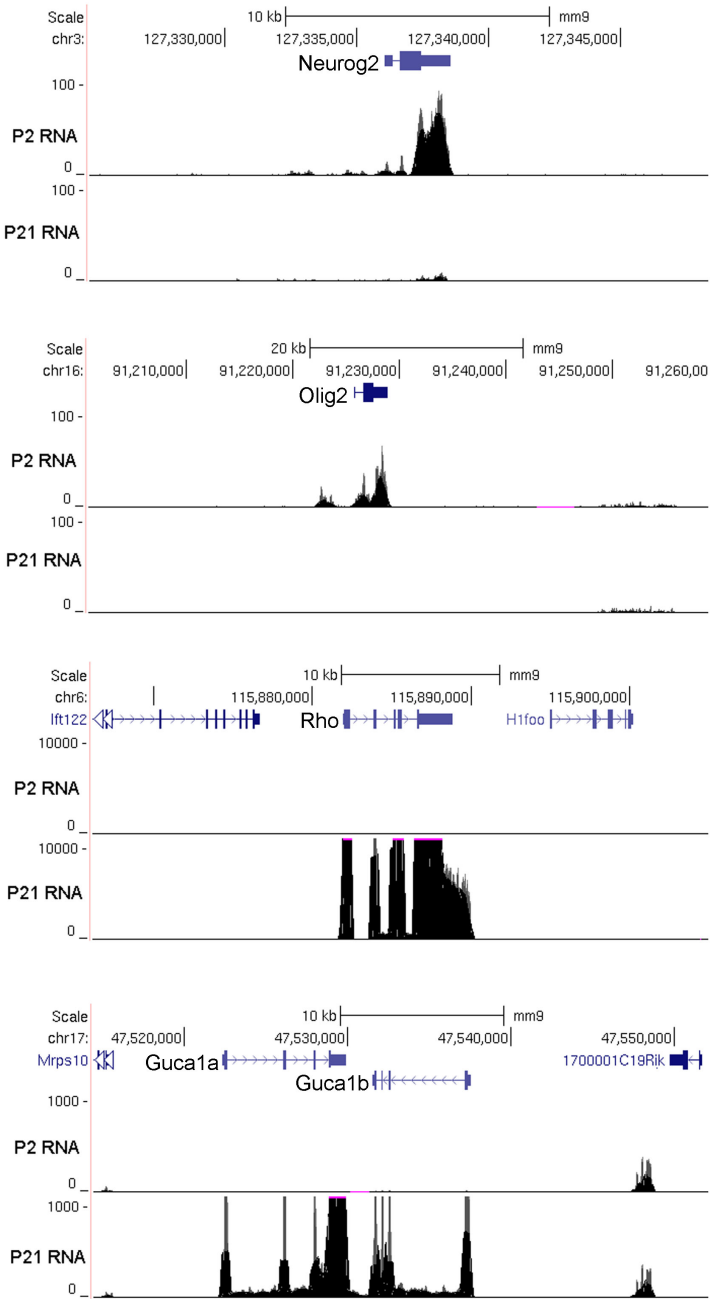 Scale 10 kb mm9
chr3: 127,330,000 127,335,000 127,340,000 127,345,000
Neurog2
100 -
P2 RNA
0 _
100 -
P21 RNA
0 _
Scale 20 kb mm9
chr16: 91,210,000 91,220,000 91,230,000 91,240,000 91,250,000 91,260,00
Olig2
100 -
P2 RNA
0 _
100 -
P21 RNA
0 _
Scale 10 kb mm9
chr6: 115,880,000 115,890,000 115,900,000
Ift122 Rho H1foo
10000 -
P2 RNA
0 _
10000 -
P21 RNA
0 _
Scale 10 kb mm9
chr17: 47,520,000 47,530,000 47,540,000 47,550,000
Mrps10 Guca1a 1700001C19Rik
Guca1b
1000 -
P2 RNA
0 _
1000 -
P21 RNA
0 _